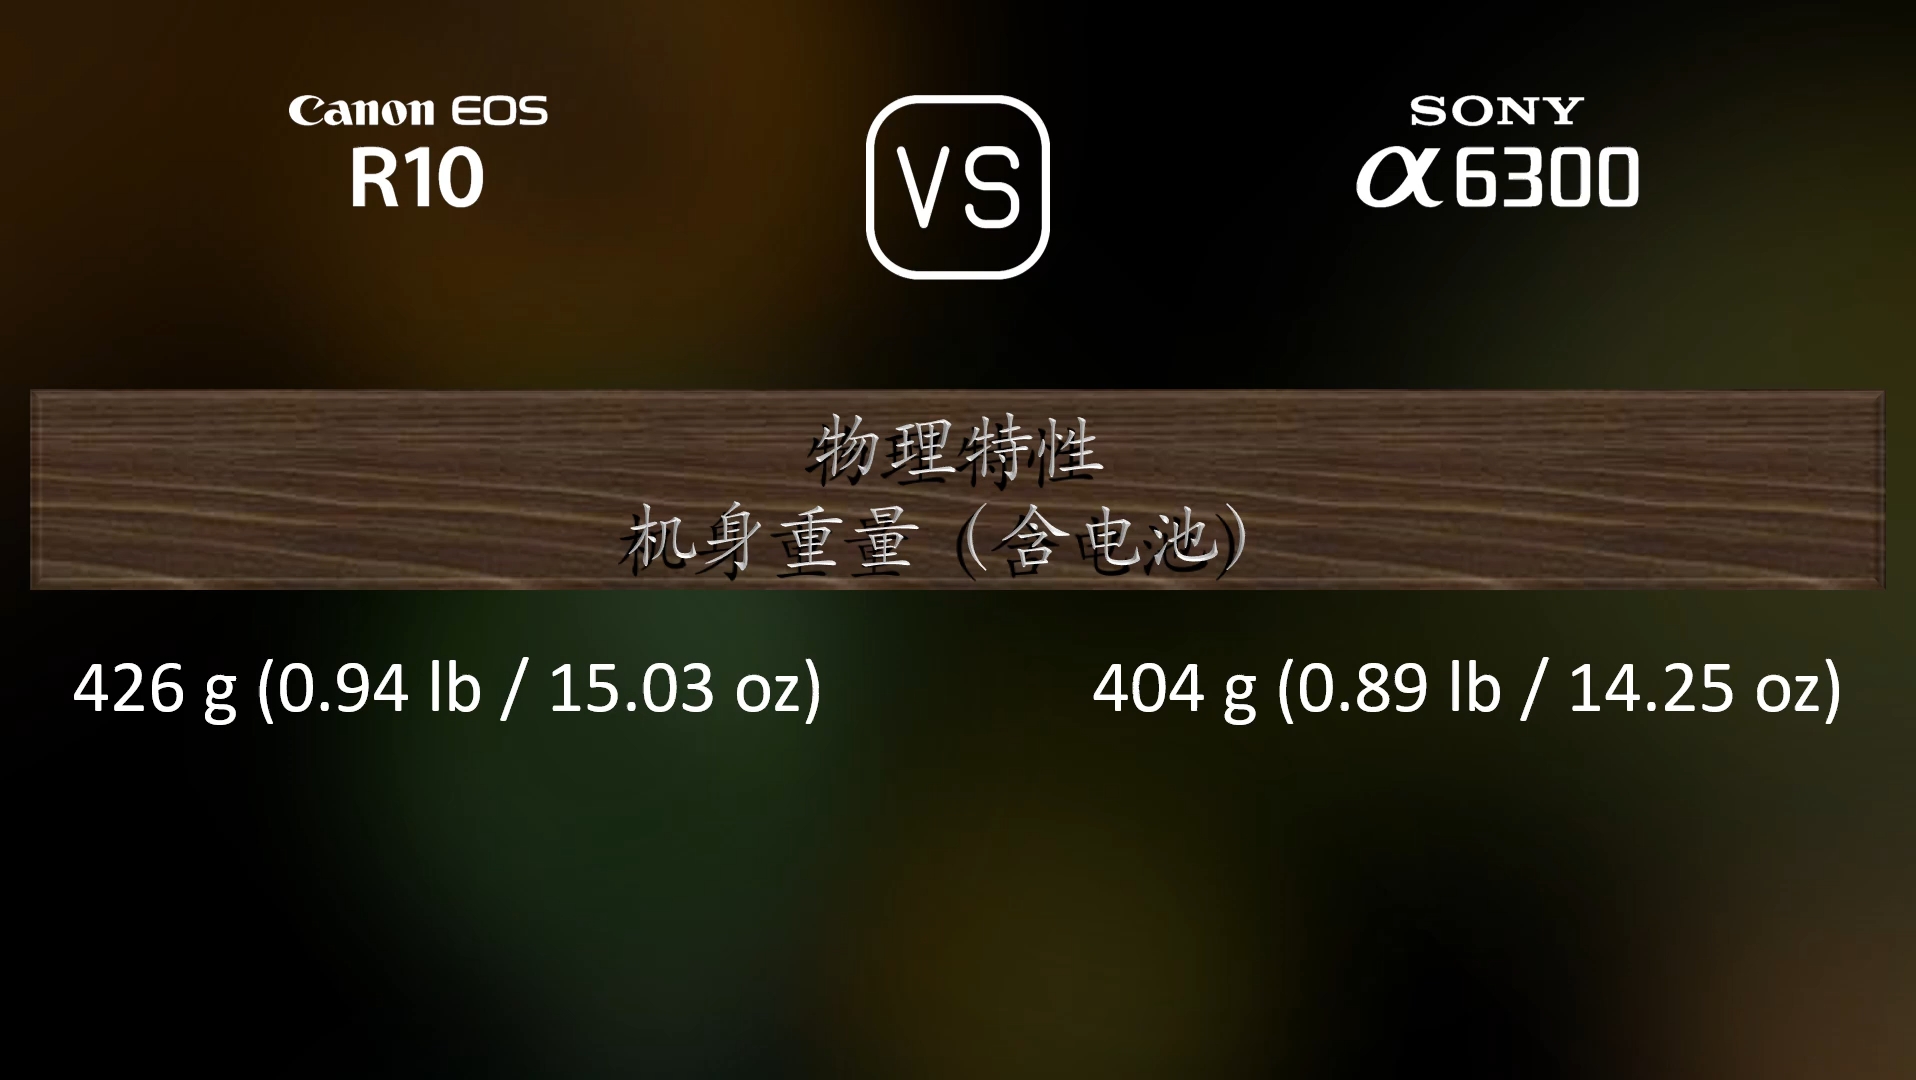 Canon EOS
R10
VS
SONY
α6300
物理特性
机身重量（含电池）
426 g (0.94 lb / 15.03 oz)
404 g (0.89 lb / 14.25 oz)